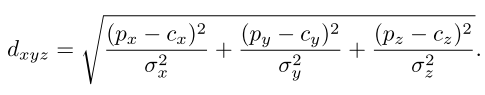 $d_{xyz} = \sqrt{\frac{(p_x - c_x)^2}{\sigma_x^2} + \frac{(p_y - c_y)^2}{\sigma_y^2} + \frac{(p_z - c_z)^2}{\sigma_z^2}}.$